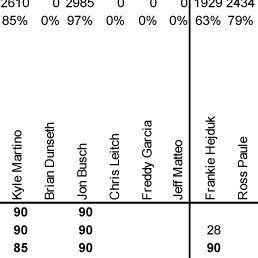 2610 0 2985 0 0 0 1929 2434
85% 0% 97% 0% 0% 0% 63% 79%
Kyle Martino
Brian Dunseth
Jon Busch
Chris Leitch
Freddy Garcia
Jeff Matteo
Frankie Hejduk
Ross Paule
90 90
90 90 28
85 90 90